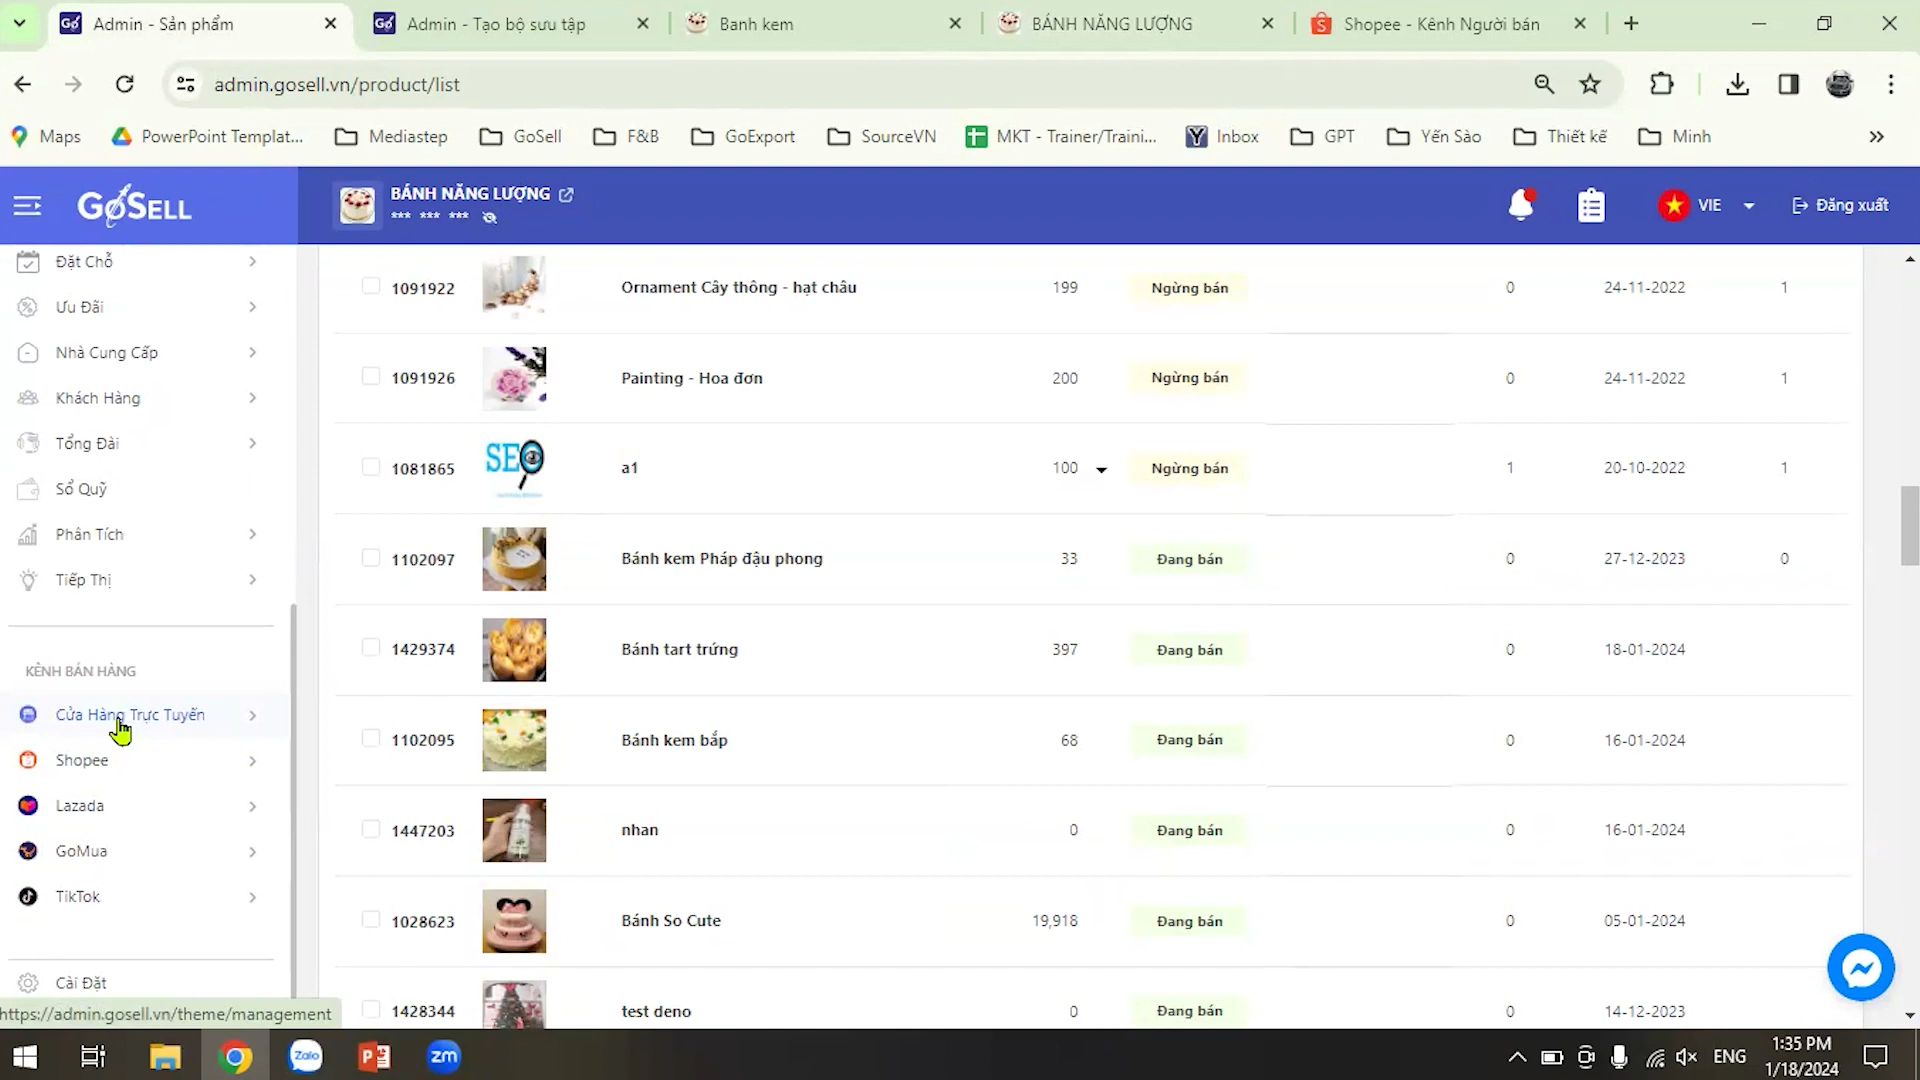 Admin - Sản phẩm
Admin - Tạo bộ sưu tập
Banh kem
BÁNH NĂNG LƯỢNG
Shopee - Kênh Người bán
admin.gosell.vn/product/list
Maps
PowerPoint Templat...
Mediastep
GoSell
F&B
GoExport
SourceVN
MKT - Trainer/Traini...
Inbox
GPT
Yến Sào
Thiết kế
Minh
GoSELL
BÁNH NĂNG LƯỢNG
*** *** ***
VIE
Đăng xuất
Đặt Chỗ
Ưu Đãi
Nhà Cung Cấp
Khách Hàng
Tổng Đài
Sổ Quỹ
Phân Tích
Tiếp Thị
KÊNH BÁN HÀNG
Cửa Hàng Trực Tuyến
Shopee
Lazada
GoMua
TikTok
Cài Đặt
https://admin.gosell.vn/theme/management
1091922 Ornament Cây thông - hạt châu 199 Ngừng bán 0 24-11-2022 1
1091926 Painting - Hoa đơn 200 Ngừng bán 0 24-11-2022 1
1081865 SEO a1 100 Ngừng bán 1 20-10-2022 1
1102097 Bánh kem Pháp đậu phong 33 Đang bán 0 27-12-2023 0
1429374 Bánh tart trứng 397 Đang bán 0 18-01-2024
1102095 Bánh kem bắp 68 Đang bán 0 16-01-2024
1447203 nhan 0 Đang bán 0 16-01-2024
1028623 Bánh So Cute 19,918 Đang bán 0 05-01-2024
1428344 test deno 0 Đang bán 0 14-12-2023
Zalo
zm
ENG
1:35 PM
1/18/2024